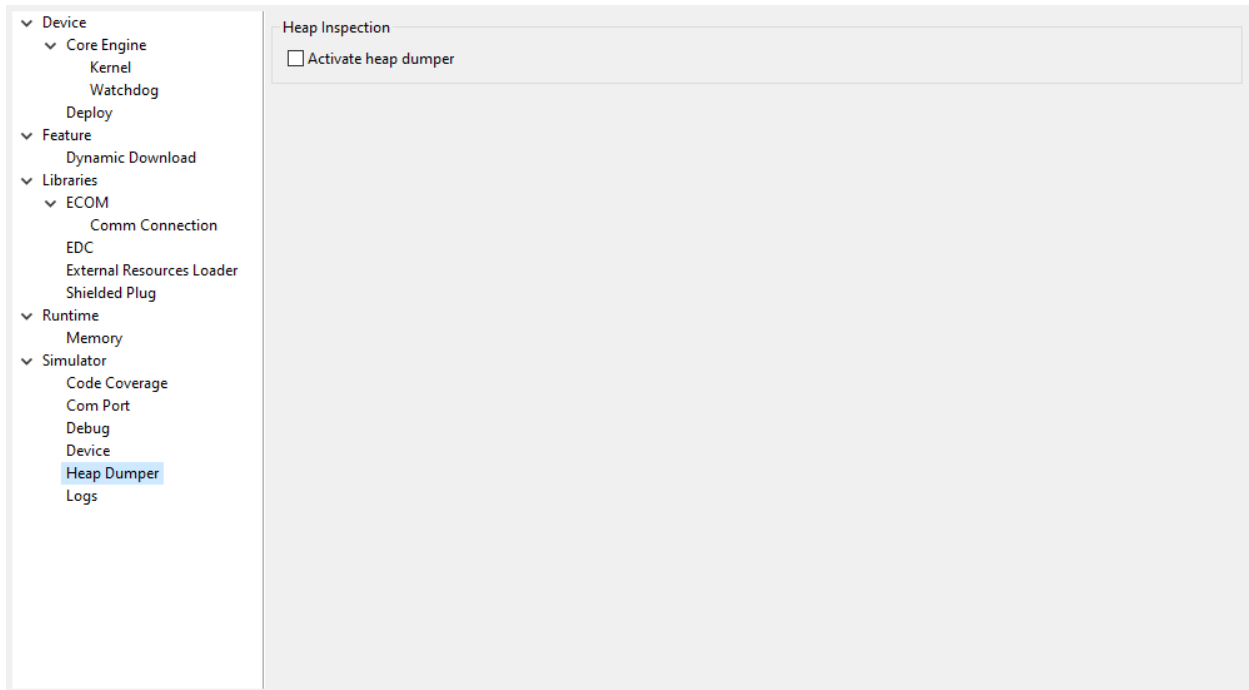 Device
Core Engine
Kernel
Watchdog
Deploy
Feature
Dynamic Download
Libraries
ECOM
Comm Connection
EDC
External Resources Loader
Shielded Plug
Runtime
Memory
Simulator
Code Coverage
Com Port
Debug
Device
Heap Dumper
Logs
Heap Inspection
Activate heap dumper